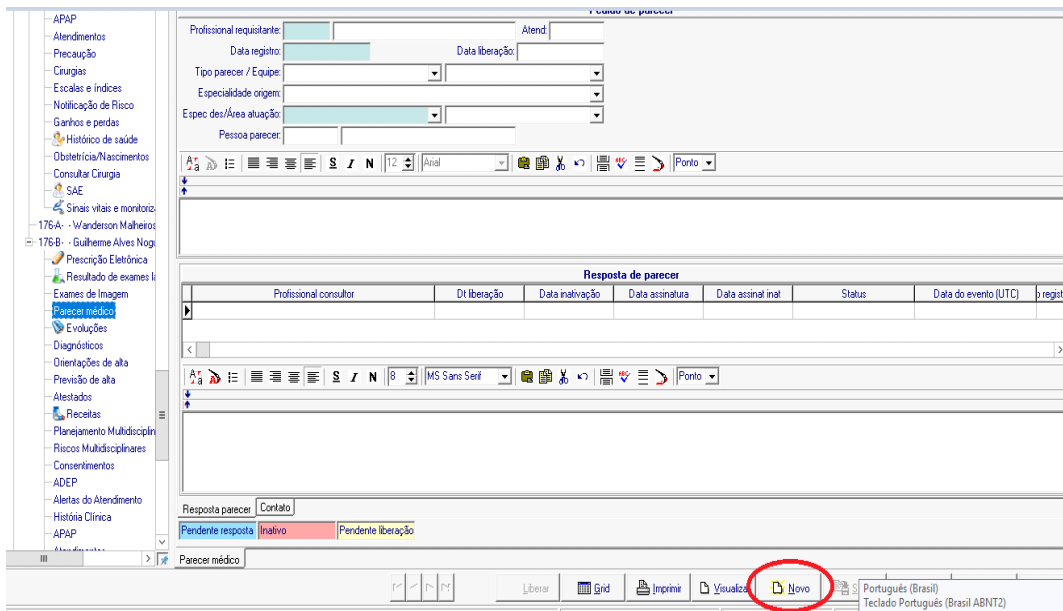 Pedido de parecer
APAP
Atendimentos
Precaução
Cirurgias
Escalas e índices
Notificação de Risco
Ganhos e perdas
Histórico de saúde
Obstetrícia/Nascimentos
Consultar Cirurgia
SAE
Sinais vitais e monitoriz
176-A- - Wanderson Malheiros
176-B- - Guilherme Alves Nogu
Prescrição Eletrônica
Resultado de exames la
Exames de Imagem
Parecer médico
Evoluções
Diagnósticos
Orientações de alta
Previsão de alta
Atestados
Receitas
Planejamento Multidisciplin
Riscos Multidisciplinares
Consentimentos
ADEP
Alertas do Atendimento
História Clínica
APAP
Atendimentos
Profissional requisitante: Atend:
Data registro: Data liberação:
Tipo parecer / Equipe:
Especialidade origem:
Espec des/Área atuação:
Pessoa parecer:
S I N 12 Arial ABC Ponto
Resposta de parecer
Profissional consultor Dt liberação Data inativação Data assinatura Data assinat inat Status Data do evento (UTC) o regist
S I N 8 MS Sans Serif ABC Ponto
Resposta parecer Contato
Pendente resposta Inativo Pendente liberação
Parecer médico
Liberar Grid Imprimir Visualiza Novo S
Português (Brasil)
Teclado Português (Brasil ABNT2)